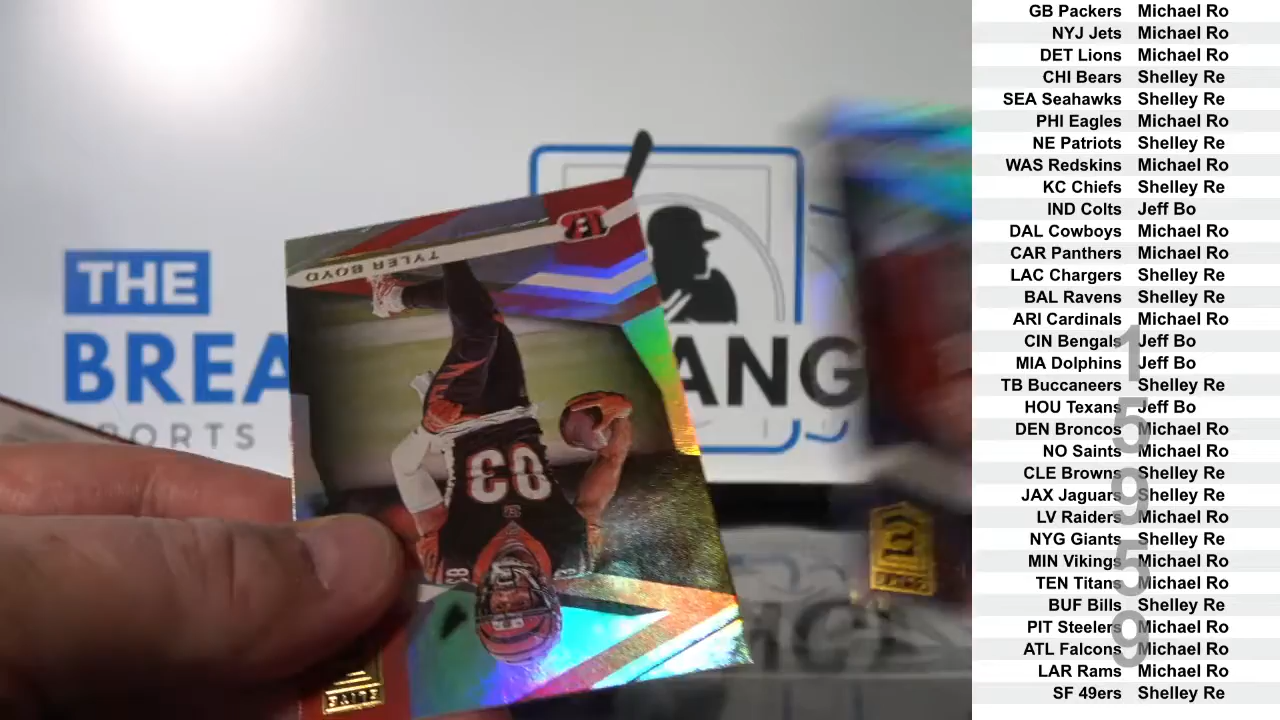 THE
BREA
PORTS
ANG
TYLER BOYD
83
83
ELITE
GB Packers Michael Ro
NYJ Jets Michael Ro
DET Lions Michael Ro
CHI Bears Shelley Re
SEA Seahawks Shelley Re
PHI Eagles Michael Ro
NE Patriots Shelley Re
WAS Redskins Michael Ro
KC Chiefs Shelley Re
IND Colts Jeff Bo
DAL Cowboys Michael Ro
CAR Panthers Michael Ro
LAC Chargers Shelley Re
BAL Ravens Shelley Re
ARI Cardinals Michael Ro
CIN Bengals Jeff Bo
MIA Dolphins Jeff Bo
TB Buccaneers Shelley Re
HOU Texans Jeff Bo
DEN Broncos Michael Ro
NO Saints Michael Ro
CLE Browns Shelley Re
JAX Jaguars Shelley Re
LV Raiders Michael Ro
NYG Giants Shelley Re
MIN Vikings Michael Ro
TEN Titans Michael Ro
BUF Bills Shelley Re
PIT Steelers Michael Ro
ATL Falcons Michael Ro
LAR Rams Michael Ro
SF 49ers Shelley Re
1
5
9
5
9